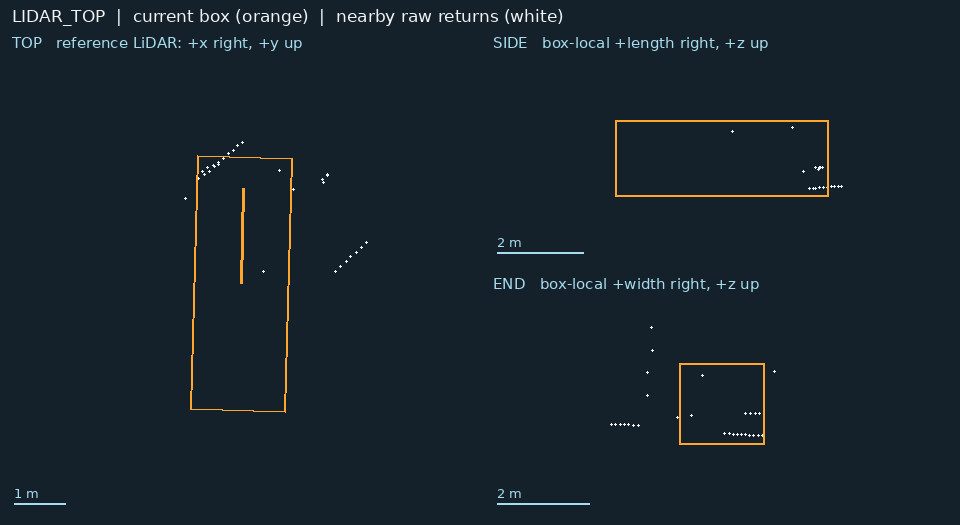 LIDAR_TOP | current box (orange) | nearby raw returns (white)
TOP reference LiDAR: +x right, +y up
SIDE box-local +length right, +z up
2 m
END box-local +width right, +z up
1 m
2 m